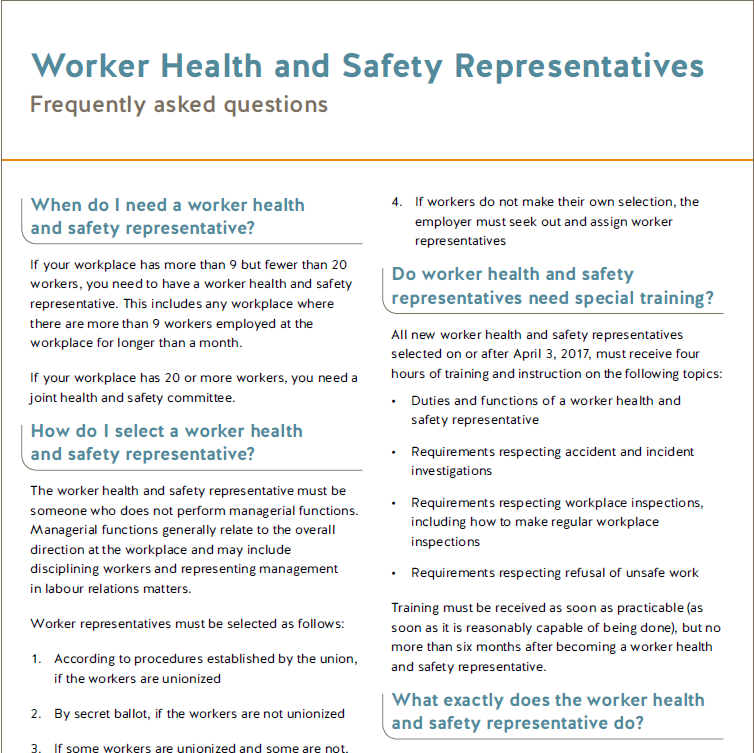 Worker Health and Safety Representatives
Frequently asked questions
When do I need a worker health
and safety representative?
If your workplace has more than 9 but fewer than 20
workers, you need to have a worker health and safety
representative. This includes any workplace where
there are more than 9 workers employed at the
workplace for longer than a month.
If your workplace has 20 or more workers, you need a
joint health and safety committee.
How do I select a worker health
and safety representative?
The worker health and safety representative must be
someone who does not perform managerial functions.
Managerial functions generally relate to the overall
direction at the workplace and may include
disciplining workers and representing management
in labour relations matters.
Worker representatives must be selected as follows:
1. According to procedures established by the union,
if the workers are unionized
2. By secret ballot, if the workers are not unionized
3. If some workers are unionized and some are not,
4. If workers do not make their own selection, the
employer must seek out and assign worker
representatives
Do worker health and safety
representatives need special training?
All new worker health and safety representatives
selected on or after April 3, 2017, must receive four
hours of training and instruction on the following topics:
• Duties and functions of a worker health and
safety representative
• Requirements respecting accident and incident
investigations
• Requirements respecting workplace inspections,
including how to make regular workplace
inspections
• Requirements respecting refusal of unsafe work
Training must be received as soon as practicable (as
soon as it is reasonably capable of being done), but no
more than six months after becoming a worker health
and safety representative.
What exactly does the worker health
and safety representative do?